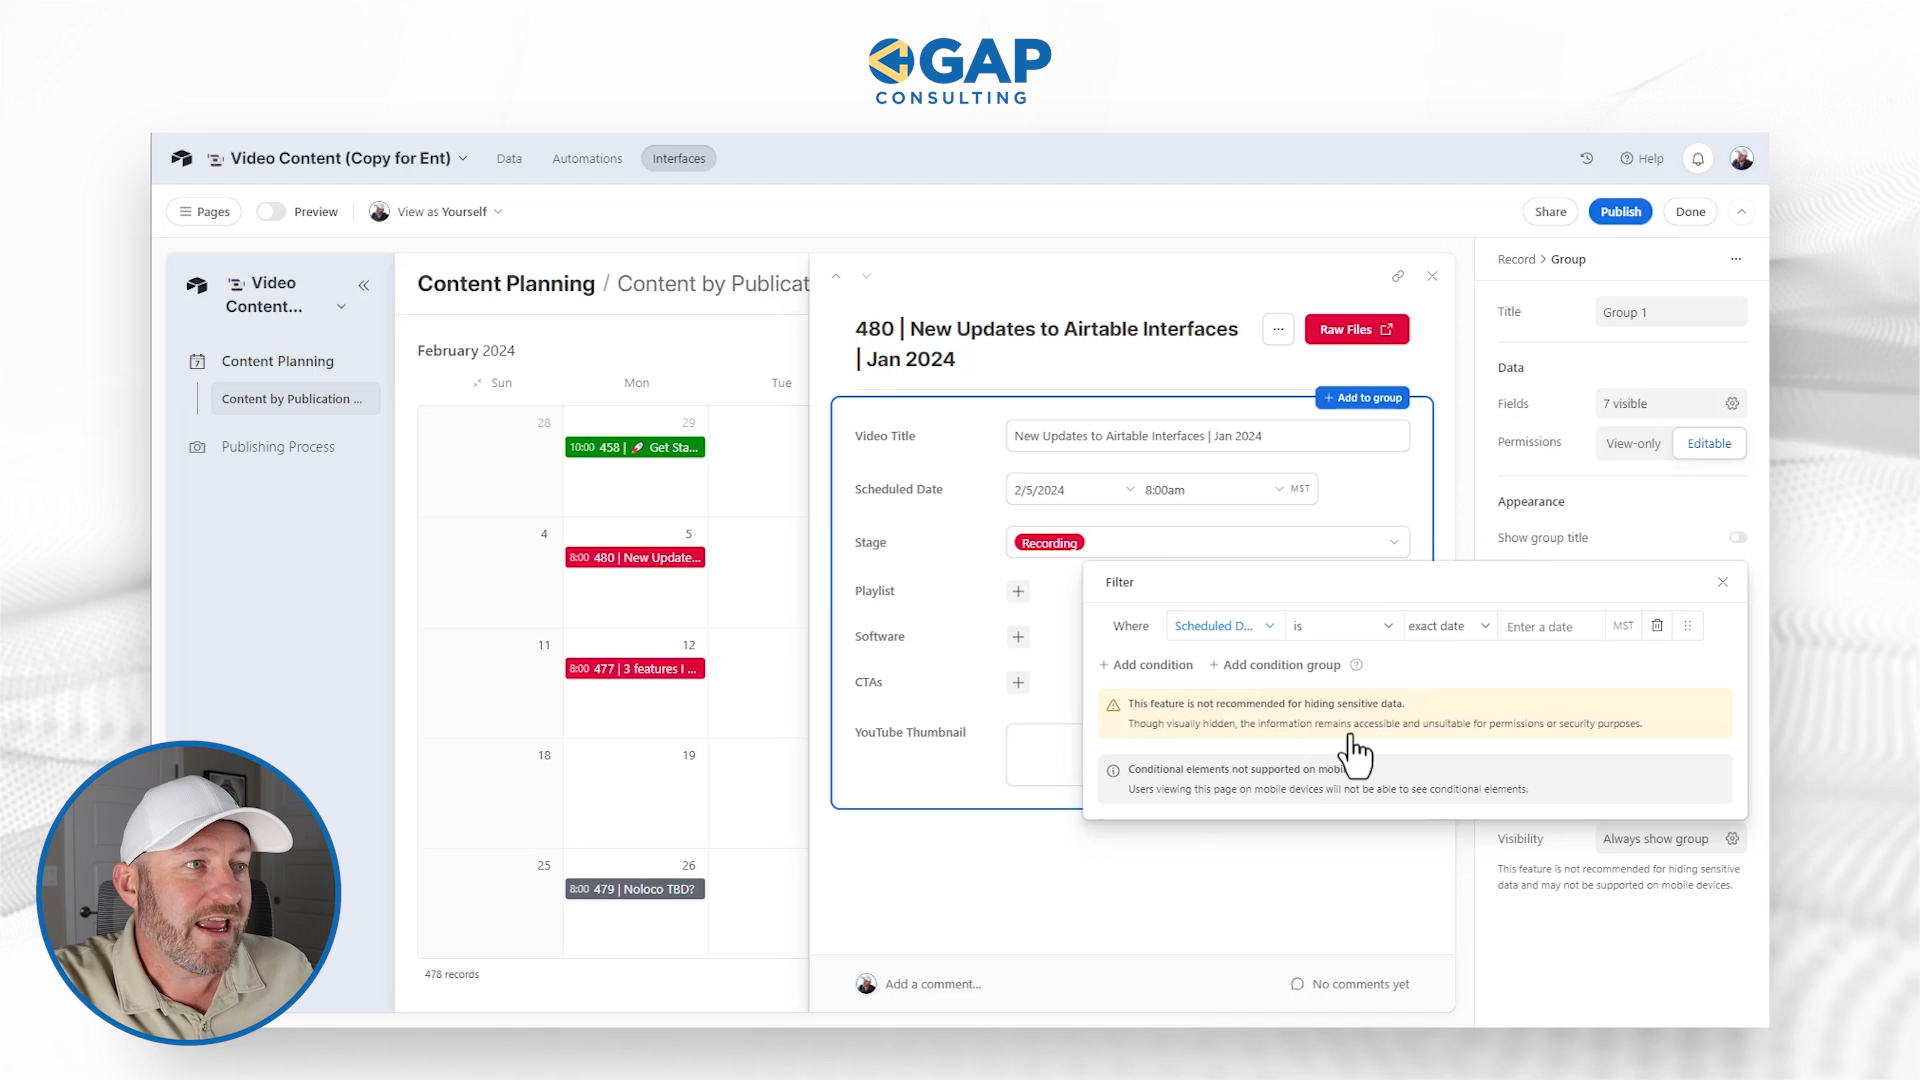 GAP
CONSULTING
Video Content (Copy for Ent)
Data
Automations
Interfaces
Help
Pages
Preview
View as Yourself
Share
Publish
Done
Video
Content...
Content Planning
Content by Publication ...
Publishing Process
Content Planning / Content by Publicat
February 2024
Sun
Mon
Tue
28
29
10:00 458 | 🚀 Get Sta...
4
5
8:00 480 | New Update...
11
12
8:00 477 | 3 features I ...
18
19
25
26
8:00 479 | Noloco TBD?
478 records
480 | New Updates to Airtable Interfaces
| Jan 2024
...
Raw Files
+ Add to group
Video Title
New Updates to Airtable Interfaces | Jan 2024
Scheduled Date
2/5/2024
8:00am
MST
Stage
Recording
Playlist
Software
CTAs
YouTube Thumbnail
Add a comment...
No comments yet
Record > Group
...
Title
Group 1
Data
Fields
7 visible
Permissions
View-only
Editable
Appearance
Show group title
Filter
Where
Scheduled D...
is
exact date
Enter a date
MST
+ Add condition
+ Add condition group
This feature is not recommended for hiding sensitive data.
Though visually hidden, the information remains accessible and unsuitable for permissions or security purposes.
Conditional elements not supported on mobi
Users viewing this page on mobile devices will not be able to see conditional elements.
Visibility
Always show group
This feature is not recommended for hiding sensitive
data and may not be supported on mobile devices.